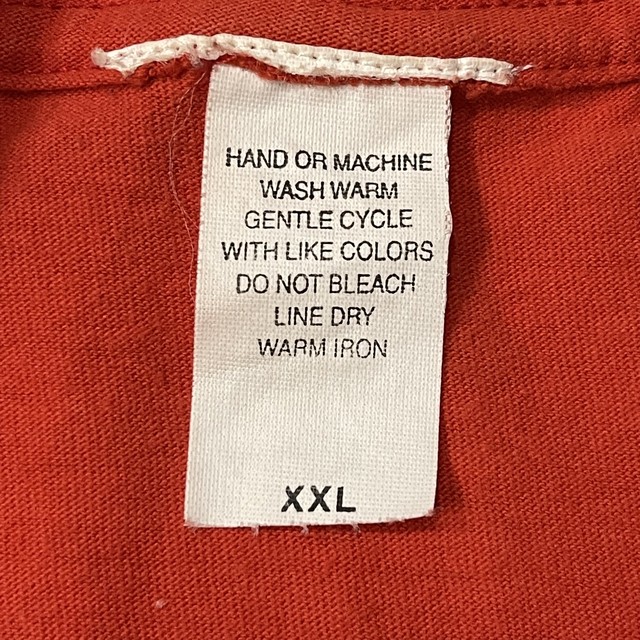 HAND OR MACHINE
WASH WARM
GENTLE CYCLE
WITH LIKE COLORS
DO NOT BLEACH
LINE DRY
WARM IRON
XXL